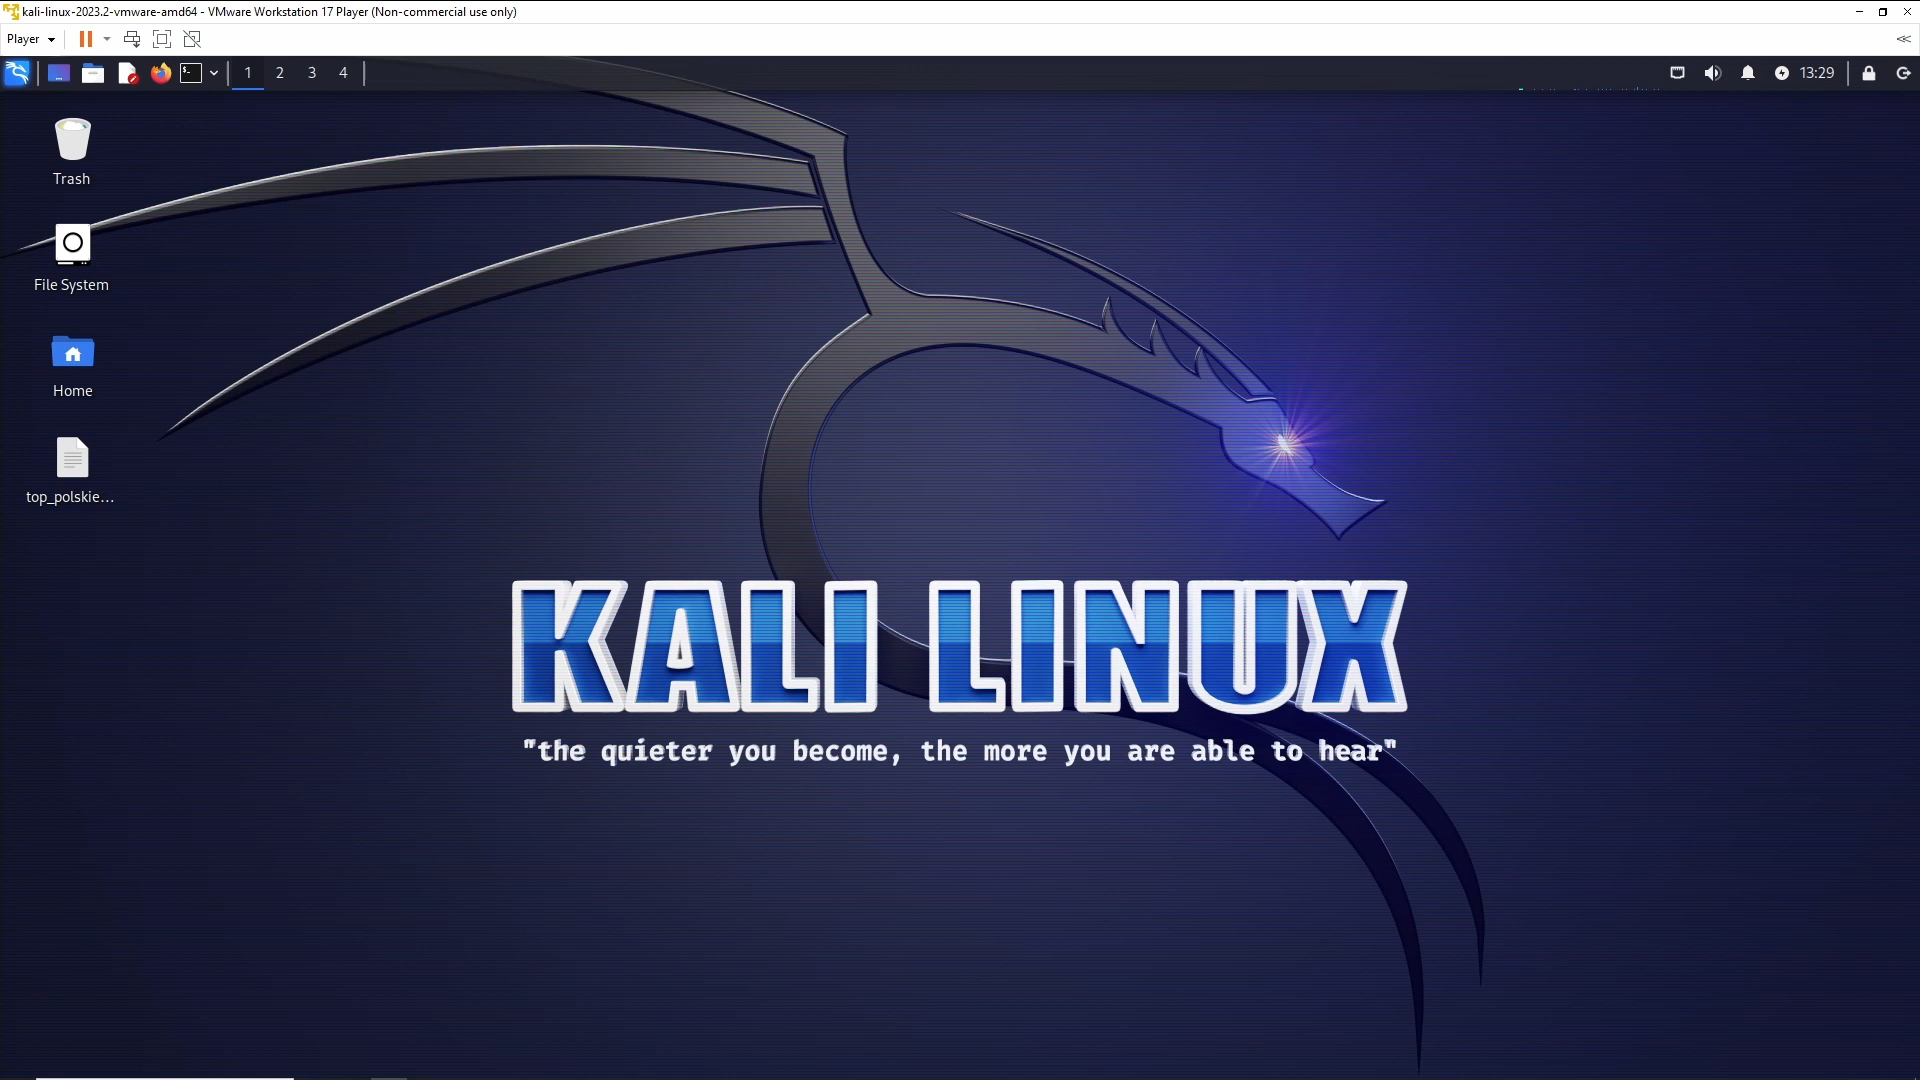 kali-linux-2023.2-vmware-amd64 - VMware Workstation 17 Player (Non-commercial use only)
Player
1 2 3 4 13:29
Trash
File System
Home
top_polskie...
KALI LINUX
"the quieter you become, the more you are able to hear"